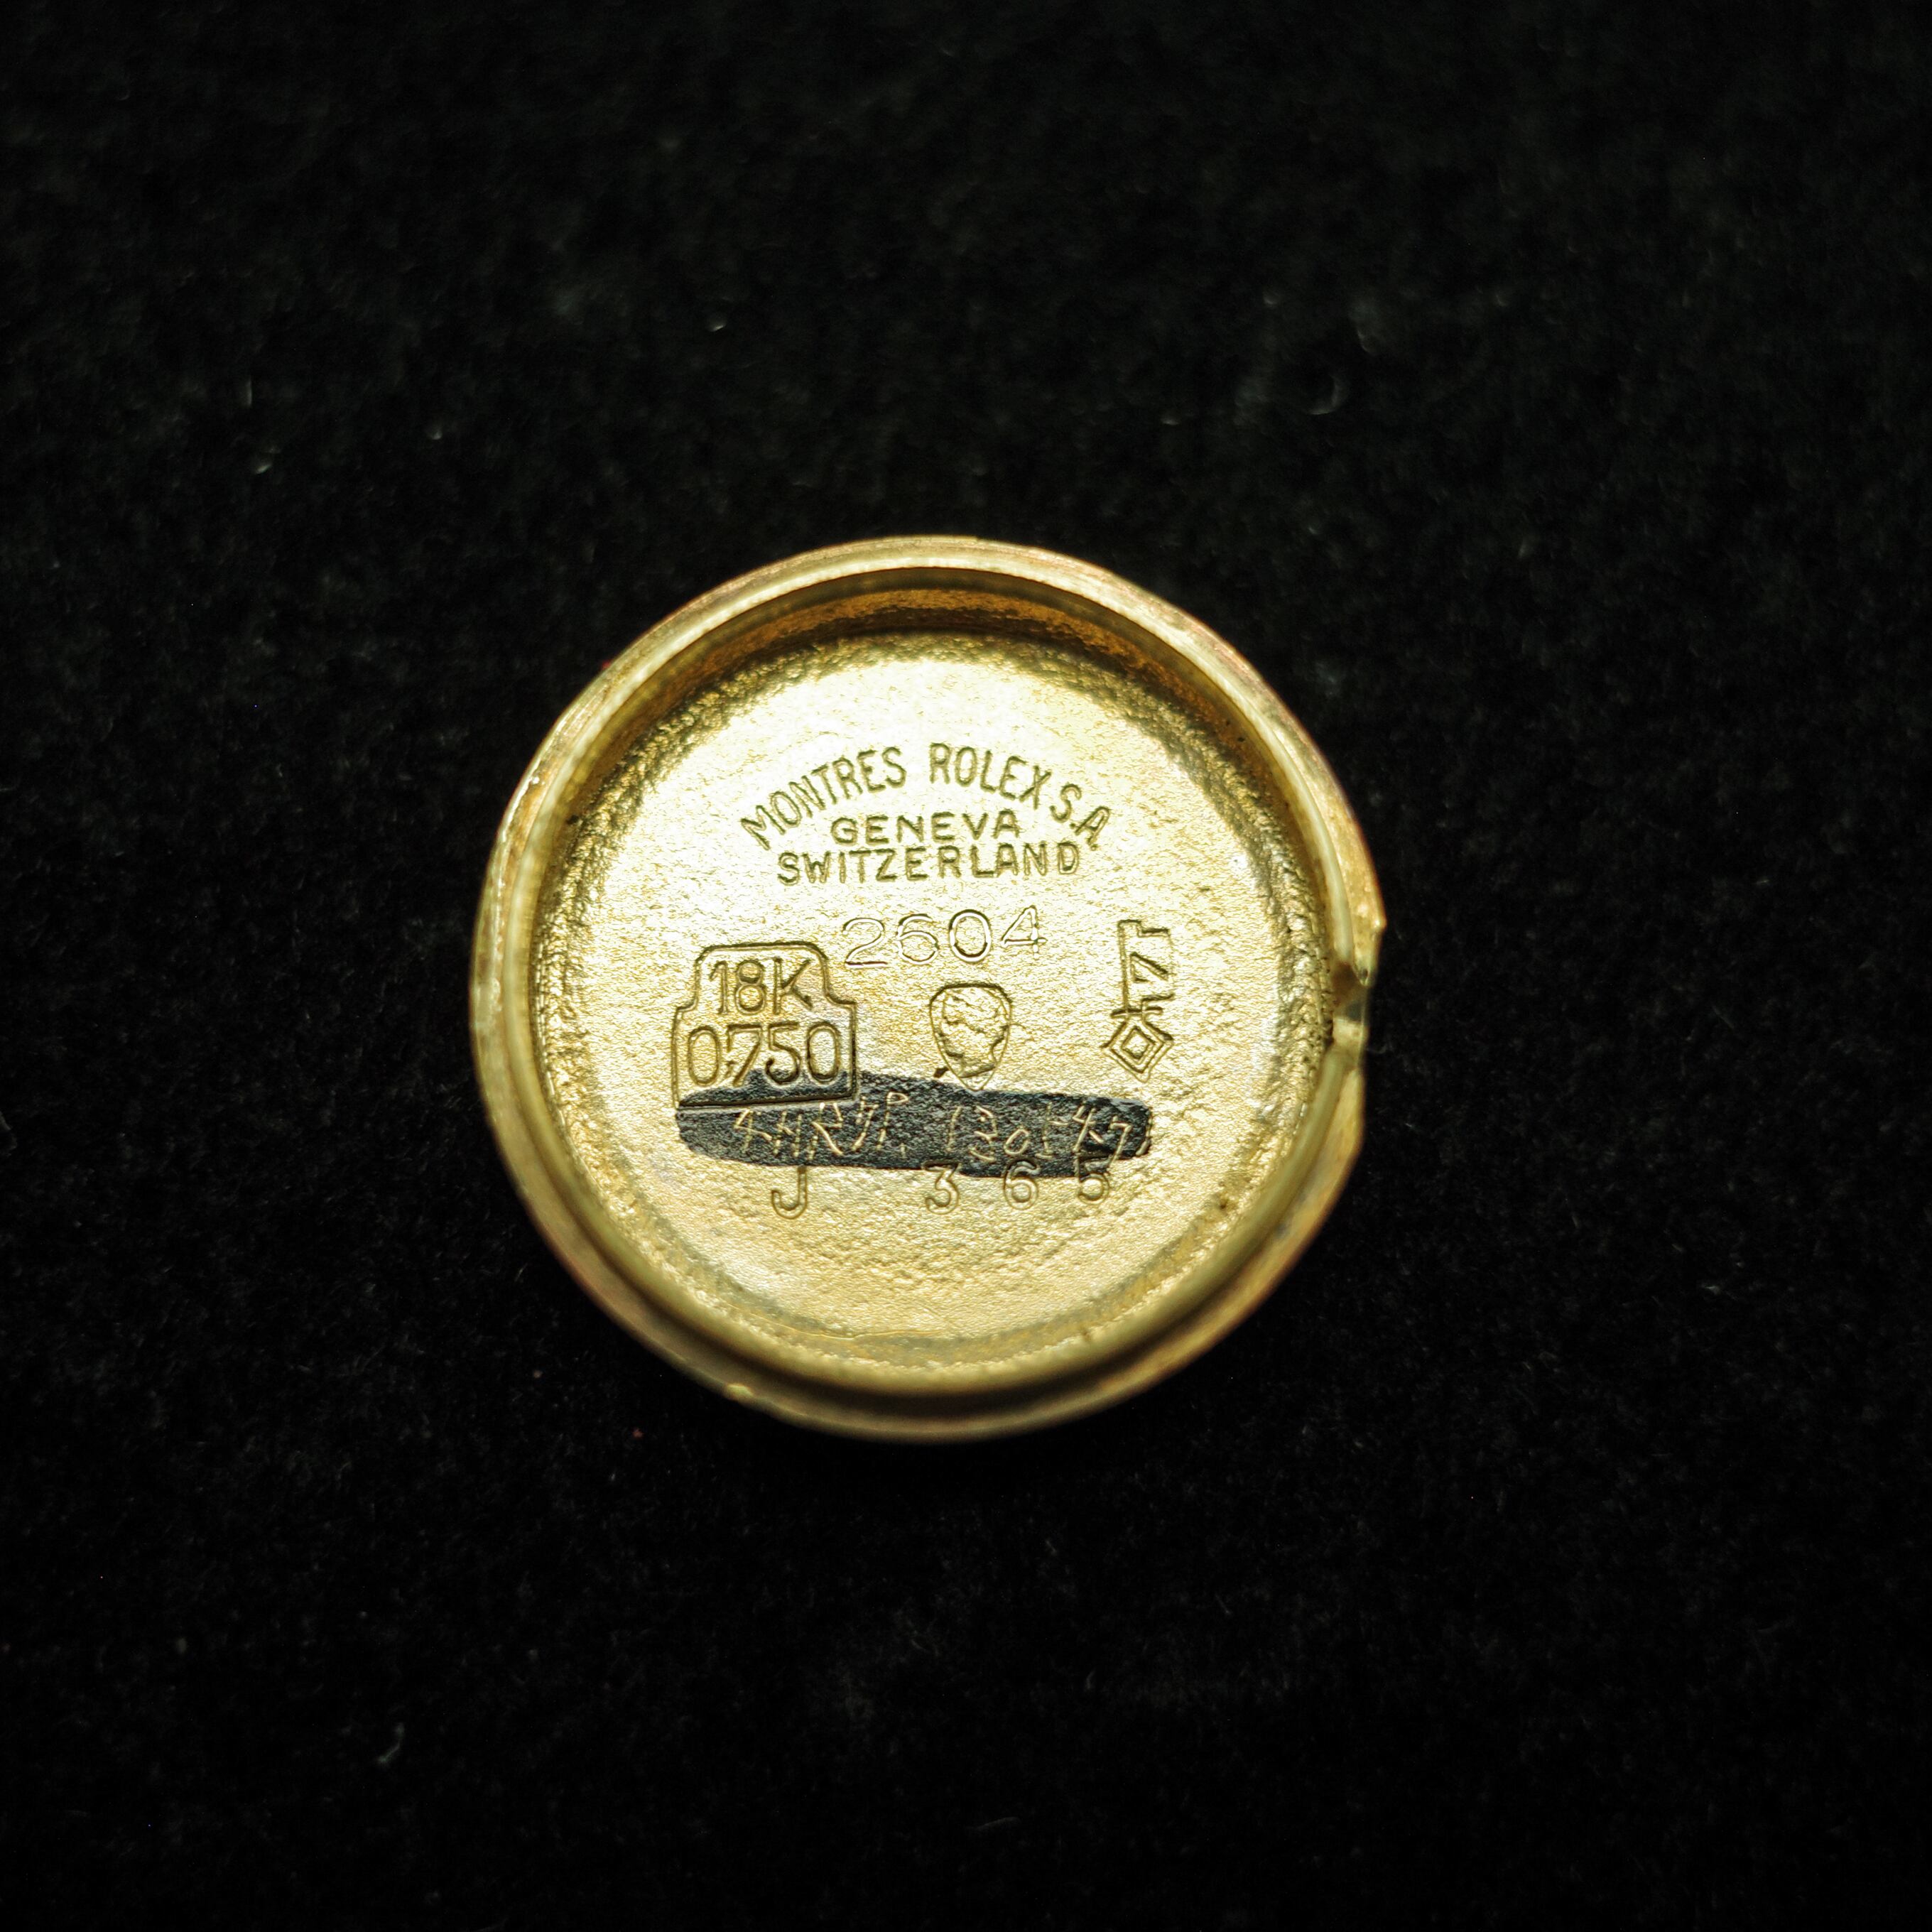 MONTRES ROLEX S.A
GENEVA
SWITZERLAND
2604
18K
0,750
J 365